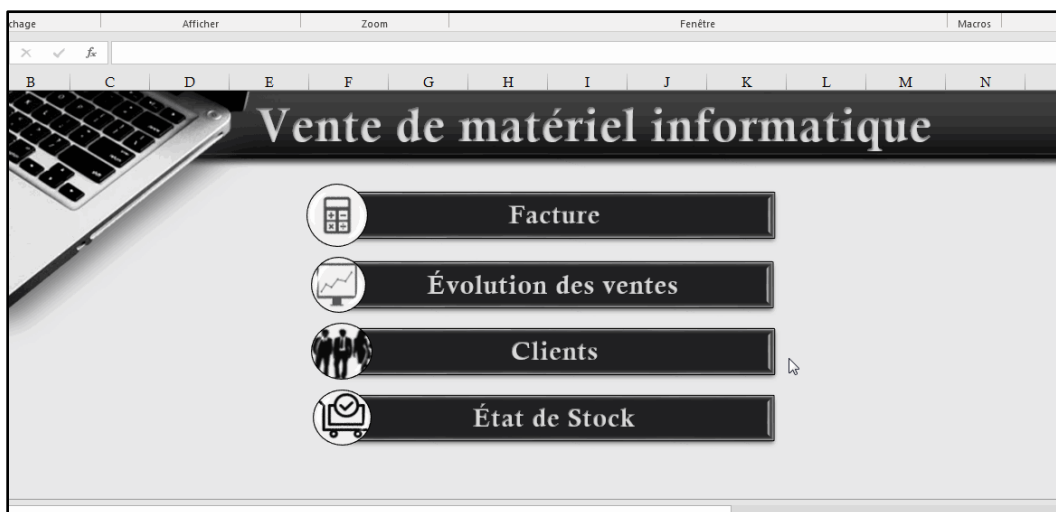 chage Afficher Zoom Fenêtre Macros
fx
B C D E F G H I J K L M N
Vente de matériel informatique
Facture
Évolution des ventes
Clients
État de Stock